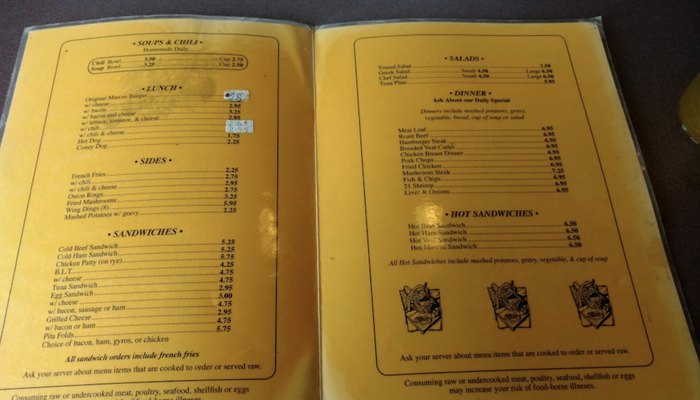 • SOUPS & CHILI •
Homemade Daily
Chili Bowl 3.50 Cup 2.75
Soup Bowl 3.25 Cup 2.50
• LUNCH •
Original Marcus Burger
w/ cheese
w/ bacon 2.95
w/ bacon and cheese 3.25
w/ lettuce, tomatoe, & cheese 2.95
w/ chili
w/ chili & cheese
Hot Dog 1.75
Coney Dog 2.25
• SIDES •
French Fries 2.25
w/ chili 2.75
w/ chili & cheese 2.95
Onion Rings 2.75
Fried Mushrooms 3.25
Wing Dings (8) 5.95
Mashed Potatoes w/ gravy 2.25
• SANDWICHES •
Cold Beef Sandwich 5.25
Cold Ham Sandwich 5.25
Chicken Patty (on rye) 5.75
B.L.T. 4.25
w/ cheese 4.75
Tuna Sandwich 4.75
Egg Sandwich 2.95
w/ cheese 3.00
w/ bacon, sausage or ham 4.75
Grilled Cheese 2.95
w/ bacon or ham 4.75
Pita Folds 5.75
Choice of bacon, ham, gyros, or chicken
All sandwich orders include french fries
Ask your server about menu items that are cooked to order or served raw.
Consuming raw or undercooked meat, poultry, seafood, shellfish or eggs
• SALADS •
Tossed Salad 3.50
Greek Salad Small 4.50 Large 6.50
Chef Salad Small 4.50 Large 6.50
Tuna Plate 5.95
• DINNER •
Ask About our Daily Special
Dinners include mashed potatoes, gravy,
vegetable, bread, cup of soup or salad
Meat Loaf 6.95
Roast Beef 6.95
Hamburger Steak 6.95
Breaded Veal Cutlet 6.95
Chicken Breast Dinner 6.95
Pork Chops 6.95
Fried Chicken 6.95
Mushroom Steak 7.25
Fish & Chips 6.95
21 Shrimp 6.95
Liver & Onions 6.95
• HOT SANDWICHES •
Hot Beef Sandwich 6.50
Hot Ham Sandwich 6.50
Hot Veal Sandwich 6.50
Hot Marcus Sandwich 6.50
All Hot Sandwiches include mashed potatoes, gravy, vegetable, & cup of soup
Ask your server about menu items that are cooked to order or served raw.
Consuming raw or undercooked meat, poultry, seafood, shellfish or eggs
may increase your risk of food-borne illnesses.